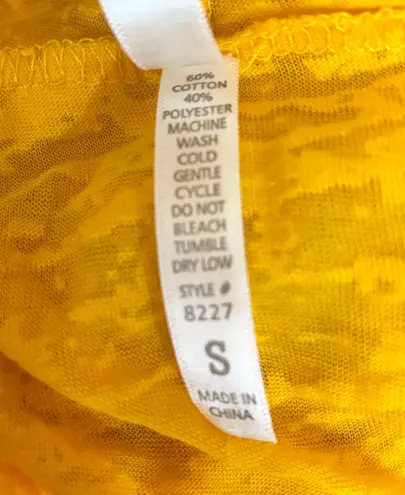 60%
COTTON
40%
POLYESTER
MACHINE
WASH
COLD
GENTLE
CYCLE
DO NOT
BLEACH
TUMBLE
DRY LOW
STYLE #
8227
S
MADE IN
CHINA